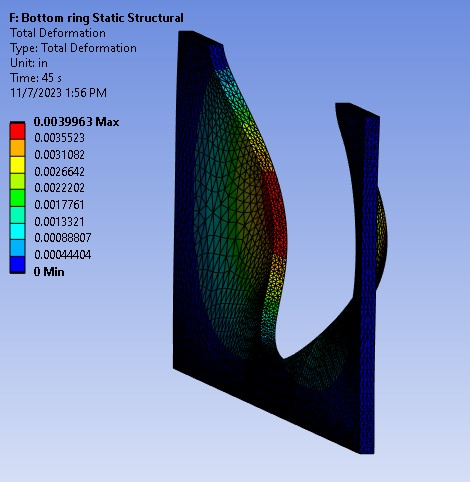 F: Bottom ring Static Structural
Total Deformation
Type: Total Deformation
Unit: in
Time: 45 s
11/7/2023 1:56 PM
0.0039963 Max
0.0035523
0.0031082
0.0026642
0.0022202
0.0017761
0.0013321
0.00088807
0.00044404
0 Min